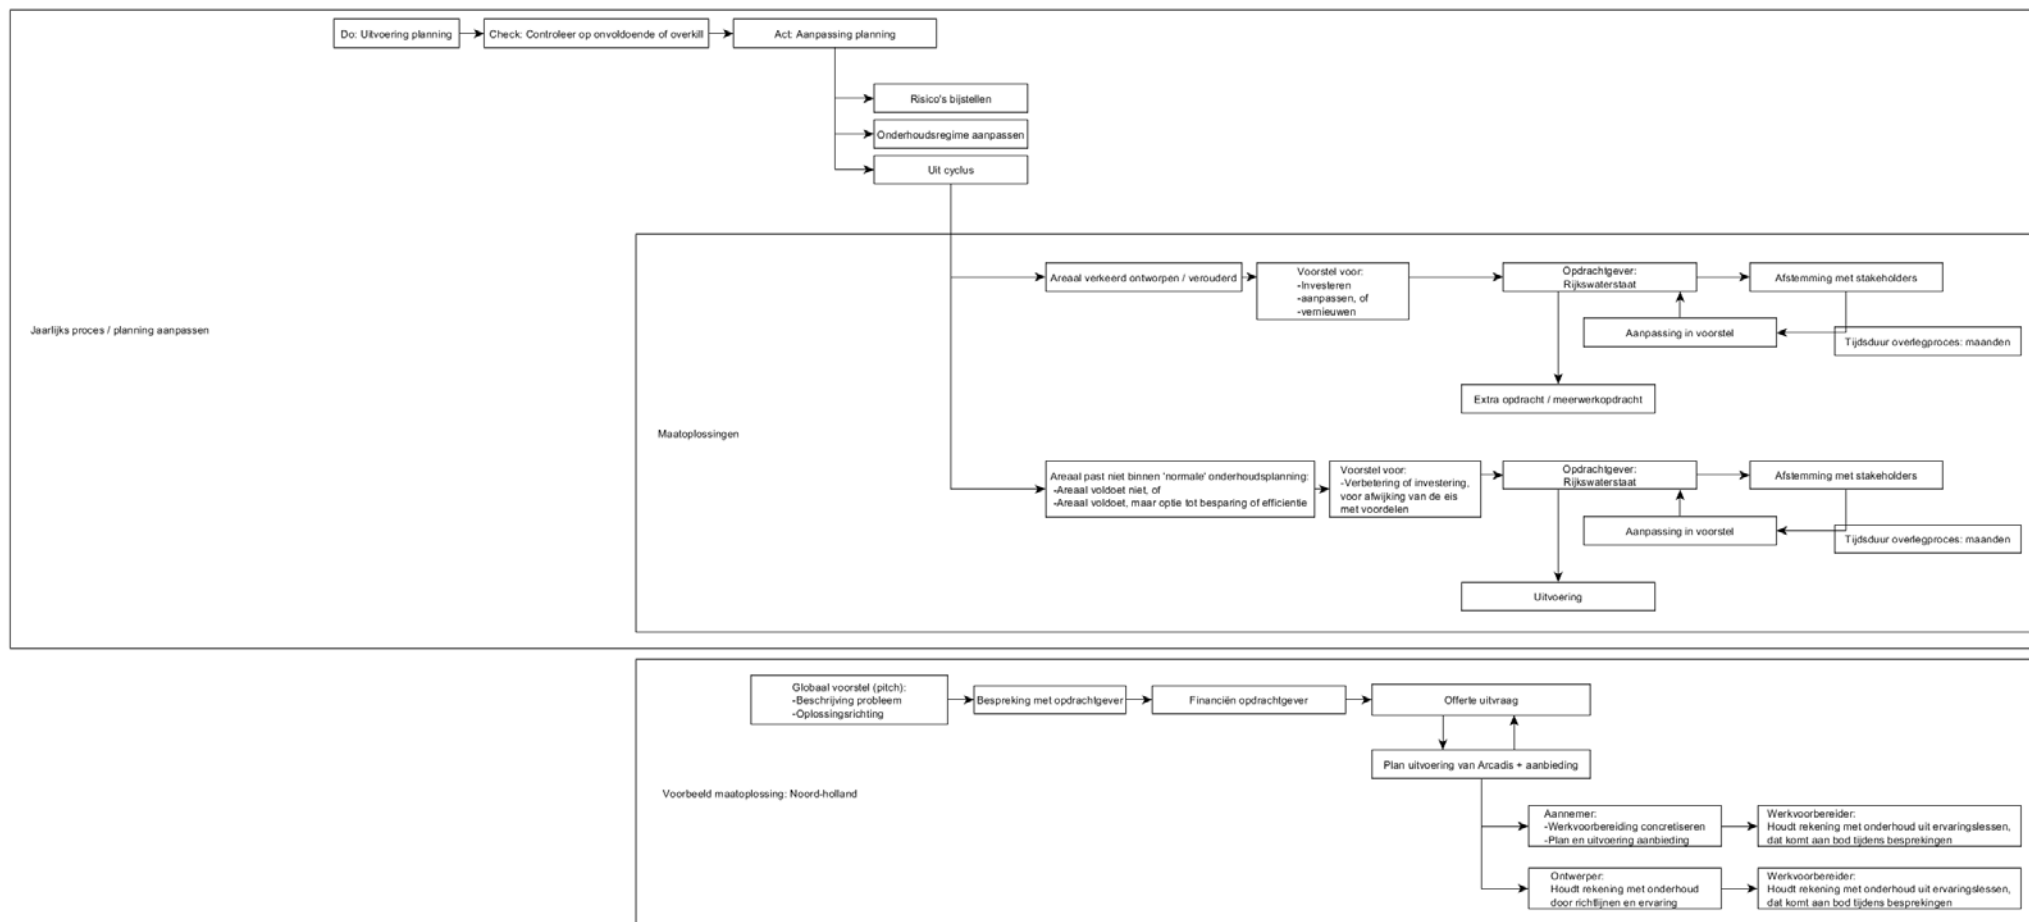 Do: Uitvoering planning
Check: Controleer op onvoldoende of overkill
Act: Aanpassing planning
Risico's bijstellen
Onderhoudsregime aanpassen
Uit cyclus
Jaarlijks proces / planning aanpassen
Areaal verkeerd ontworpen / verouderd
Voorstel voor:
-Investeren
-aanpassen, of
-vernieuwen
Opdrachtgever:
Rijkswaterstaat
Afstemming met stakeholders
Aanpassing in voorstel
Tijdsduur overlegproces: maanden
Extra opdracht / meerwerkopdracht
Maatoplossingen
Areaal past niet binnen 'normale' onderhoudsplanning:
-Areaal voldoet niet, of
-Areaal voldoet, maar optie tot besparing of efficientie
Voorstel voor:
-Verbetering of investering,
voor afwijking van de eis
met voordelen
Opdrachtgever:
Rijkswaterstaat
Afstemming met stakeholders
Aanpassing in voorstel
Tijdsduur overlegproces: maanden
Uitvoering
Globaal voorstel (pitch):
-Beschrijving probleem
-Oplossingsrichting
Bespreking met opdrachtgever
Financiën opdrachtgever
Offerte uitvraag
Plan uitvoering van Arcadis + aanbieding
Voorbeeld maatoplossing: Noord-holland
Aannemer:
-Werkvoorbereiding concretiseren
-Plan en uitvoering aanbieding
Werkvoorbereider:
Houdt rekening met onderhoud uit ervaringslessen,
dat komt aan bod tijdens besprekingen
Ontwerper:
Houdt rekening met onderhoud
door richtlijnen en ervaring
Werkvoorbereider:
Houdt rekening met onderhoud uit ervaringslessen,
dat komt aan bod tijdens besprekingen